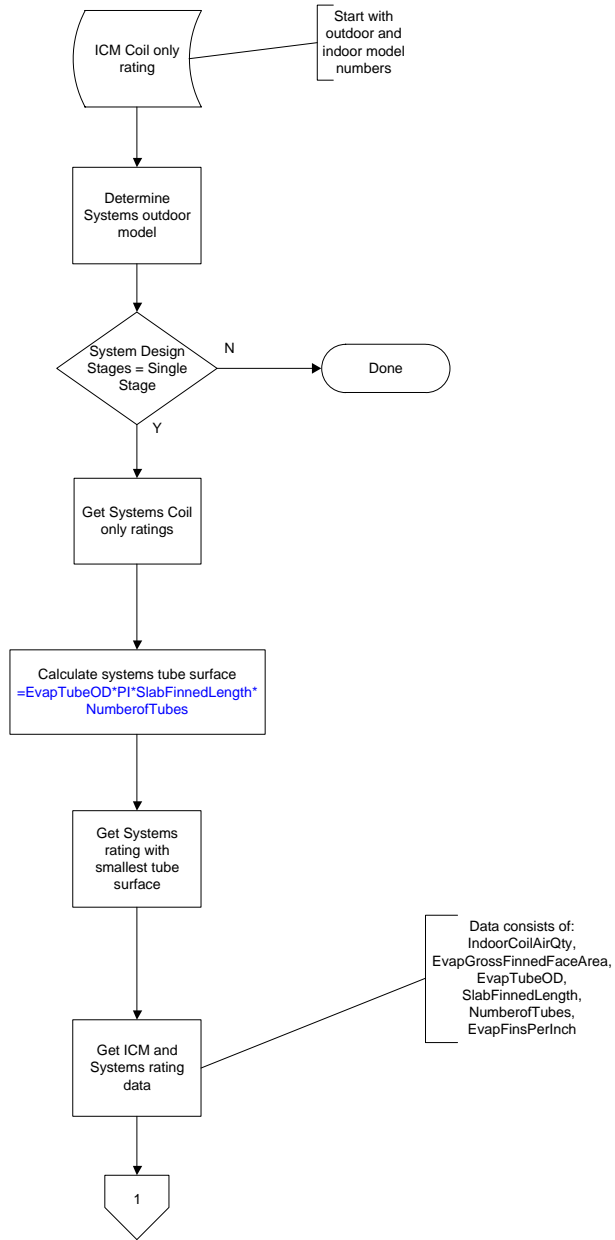 ICM Coil only
rating
Start with
outdoor and
indoor model
numbers
Determine
Systems outdoor
model
System Design
Stages = Single
Stage
N
Done
Y
Get Systems Coil
only ratings
Calculate systems tube surface
=EvapTubeOD*PI*SlabFinnedLength*
NumberofTubes
Get Systems
rating with
smallest tube
surface
Data consists of:
IndoorCoilAirQty,
EvapGrossFinnedFaceArea,
EvapTubeOD,
SlabFinnedLength,
NumberofTubes,
EvapFinsPerInch
Get ICM and
Systems rating
data
1